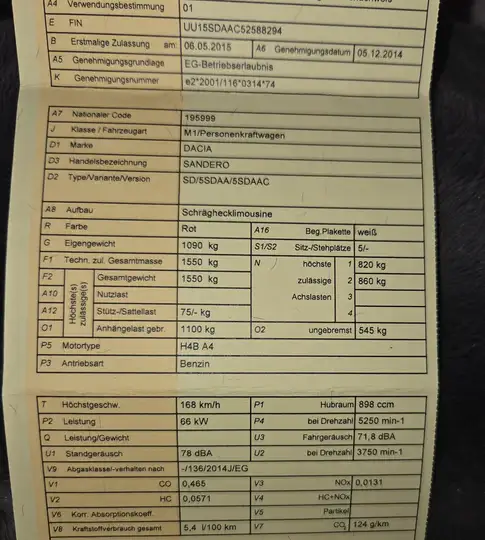 A4 Verwendungsbestimmung 01
E FIN UU15SDAAC52588294
B Erstmalige Zulassung am: 06.05.2015 A6 Genehmigungsdatum 05.12.2014
A5 Genehmigungsgrundlage EG-Betriebserlaubnis
K Genehmigungsnummer e2*2001/116*0314*74
A7 Nationaler Code 195999
J Klasse / Fahrzeugart M1/Personenkraftwagen
D1 Marke DACIA
D3 Handelsbezeichnung SANDERO
D2 Type/Variante/Version SD/5SDAA/5SDAAC
A8 Aufbau Schräghecklimousine
R Farbe Rot A16 Beg.Plakette weiß
G Eigengewicht 1090 kg S1/S2 Sitz-/Stehplätze 5/-
F1 Techn. zul. Gesamtmasse 1550 kg N höchste 1 820 kg
Höchste(s) zulässige(s)
F2 Gesamtgewicht 1550 kg zulässige 2 860 kg
A10 Nutzlast Achslasten 3
A12 Stütz-/Sattellast 75/- kg 4
O1 Anhängelast gebr. 1100 kg O2 ungebremst 545 kg
P5 Motortype H4B A4
P3 Antriebsart Benzin
T Höchstgeschw. 168 km/h P1 Hubraum 898 ccm
P2 Leistung 66 kW P4 bei Drehzahl 5250 min-1
Q Leistung/Gewicht U3 Fahrgeräusch 71,8 dBA
U1 Standgeräusch 78 dBA U2 bei Drehzahl 3750 min-1
V9 Abgasklasse/-verhalten nach -/136/2014J/EG
V1 CO 0,465 V3 NOx 0,0131
V2 HC 0,0571 V4 HC+NOx
V6 Korr. Absorptionskoeff. V5 Partikel
V8 Kraftstoffverbrauch gesamt 5,4 l/100 km V7 CO2 124 g/km